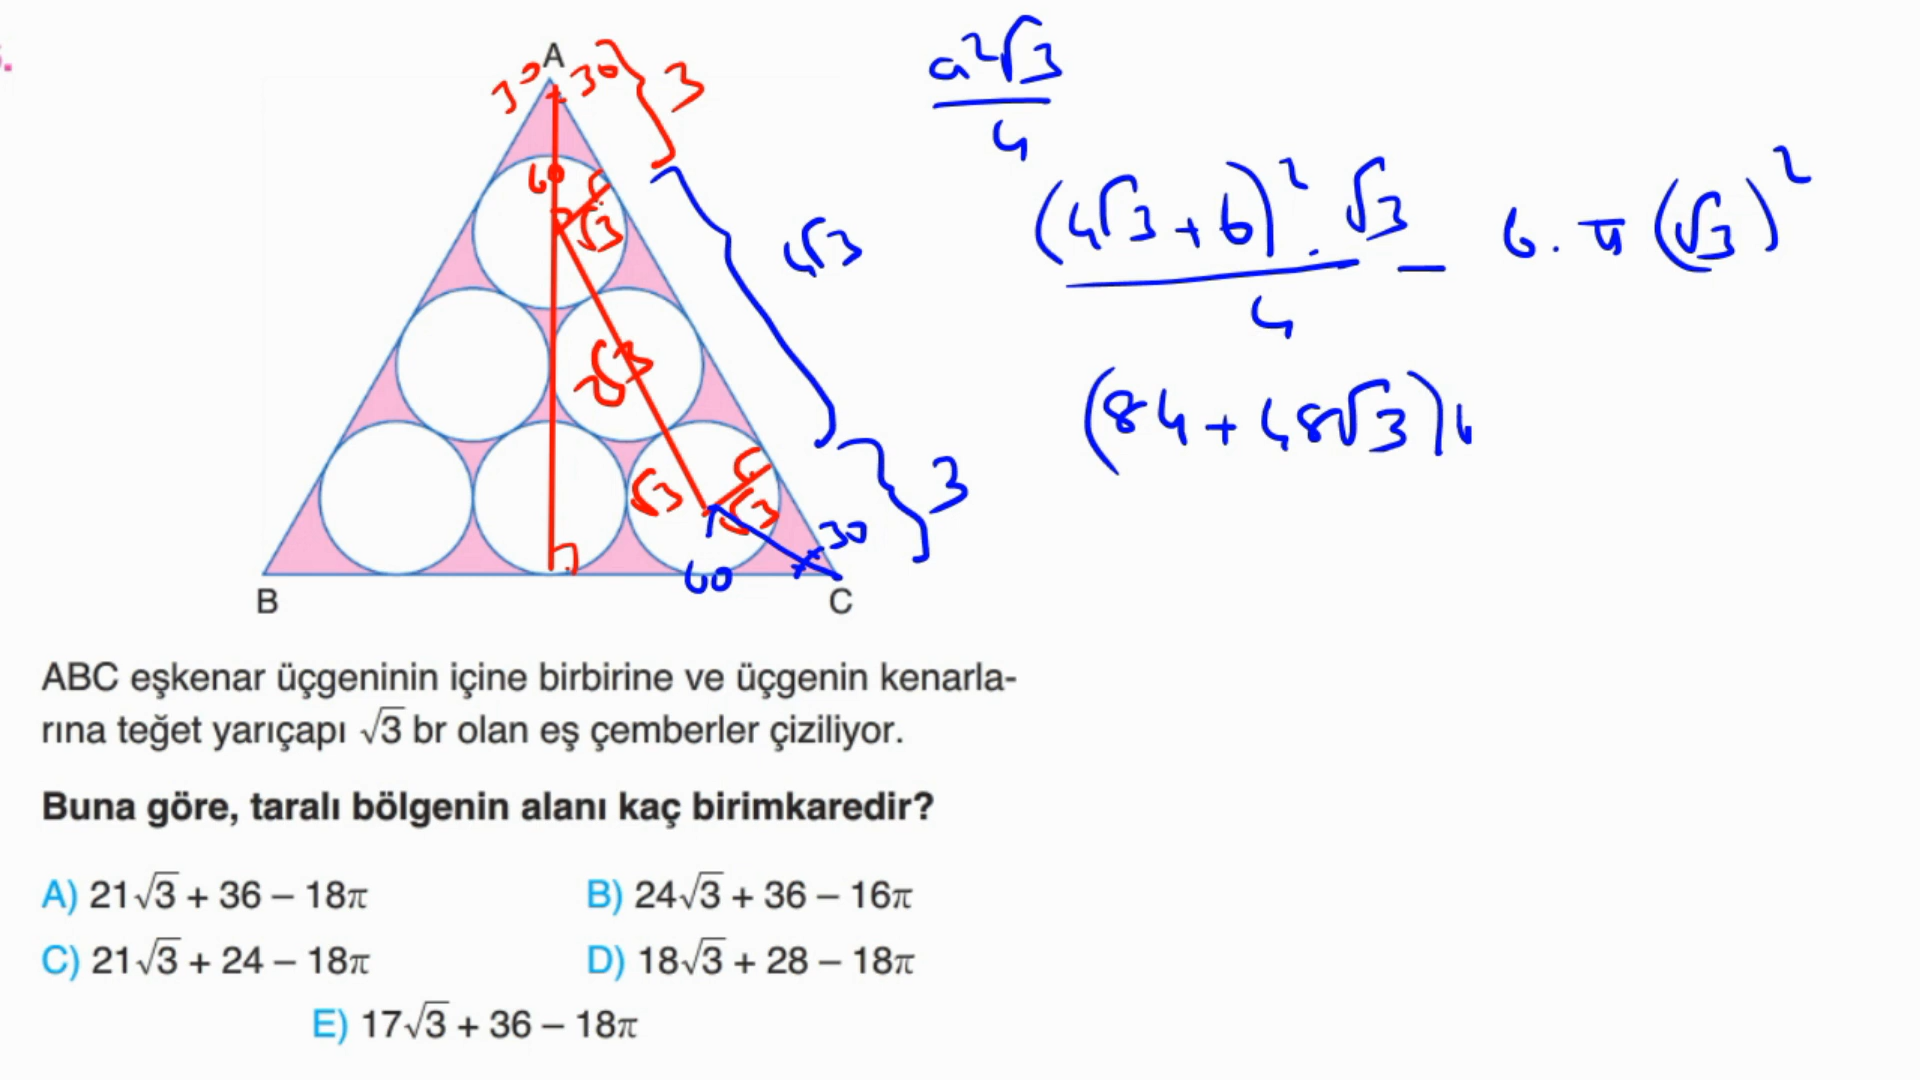 A
30 30
3
6
√3
4√3
2√3
√3
√3
3
30
60
B
C
a²√3
4
(4√3+6)².√3 — 6.π(√3)²
4
(84+48√3)
ABC eşkenar üçgeninin içine birbirine ve üçgenin kenarla-
rına teğet yarıçapı √3 br olan eş çemberler çiziliyor.
Buna göre, taralı bölgenin alanı kaç birimkaredir?
A) 21√3 + 36 – 18π
B) 24√3 + 36 – 16π
C) 21√3 + 24 – 18π
D) 18√3 + 28 – 18π
E) 17√3 + 36 – 18π